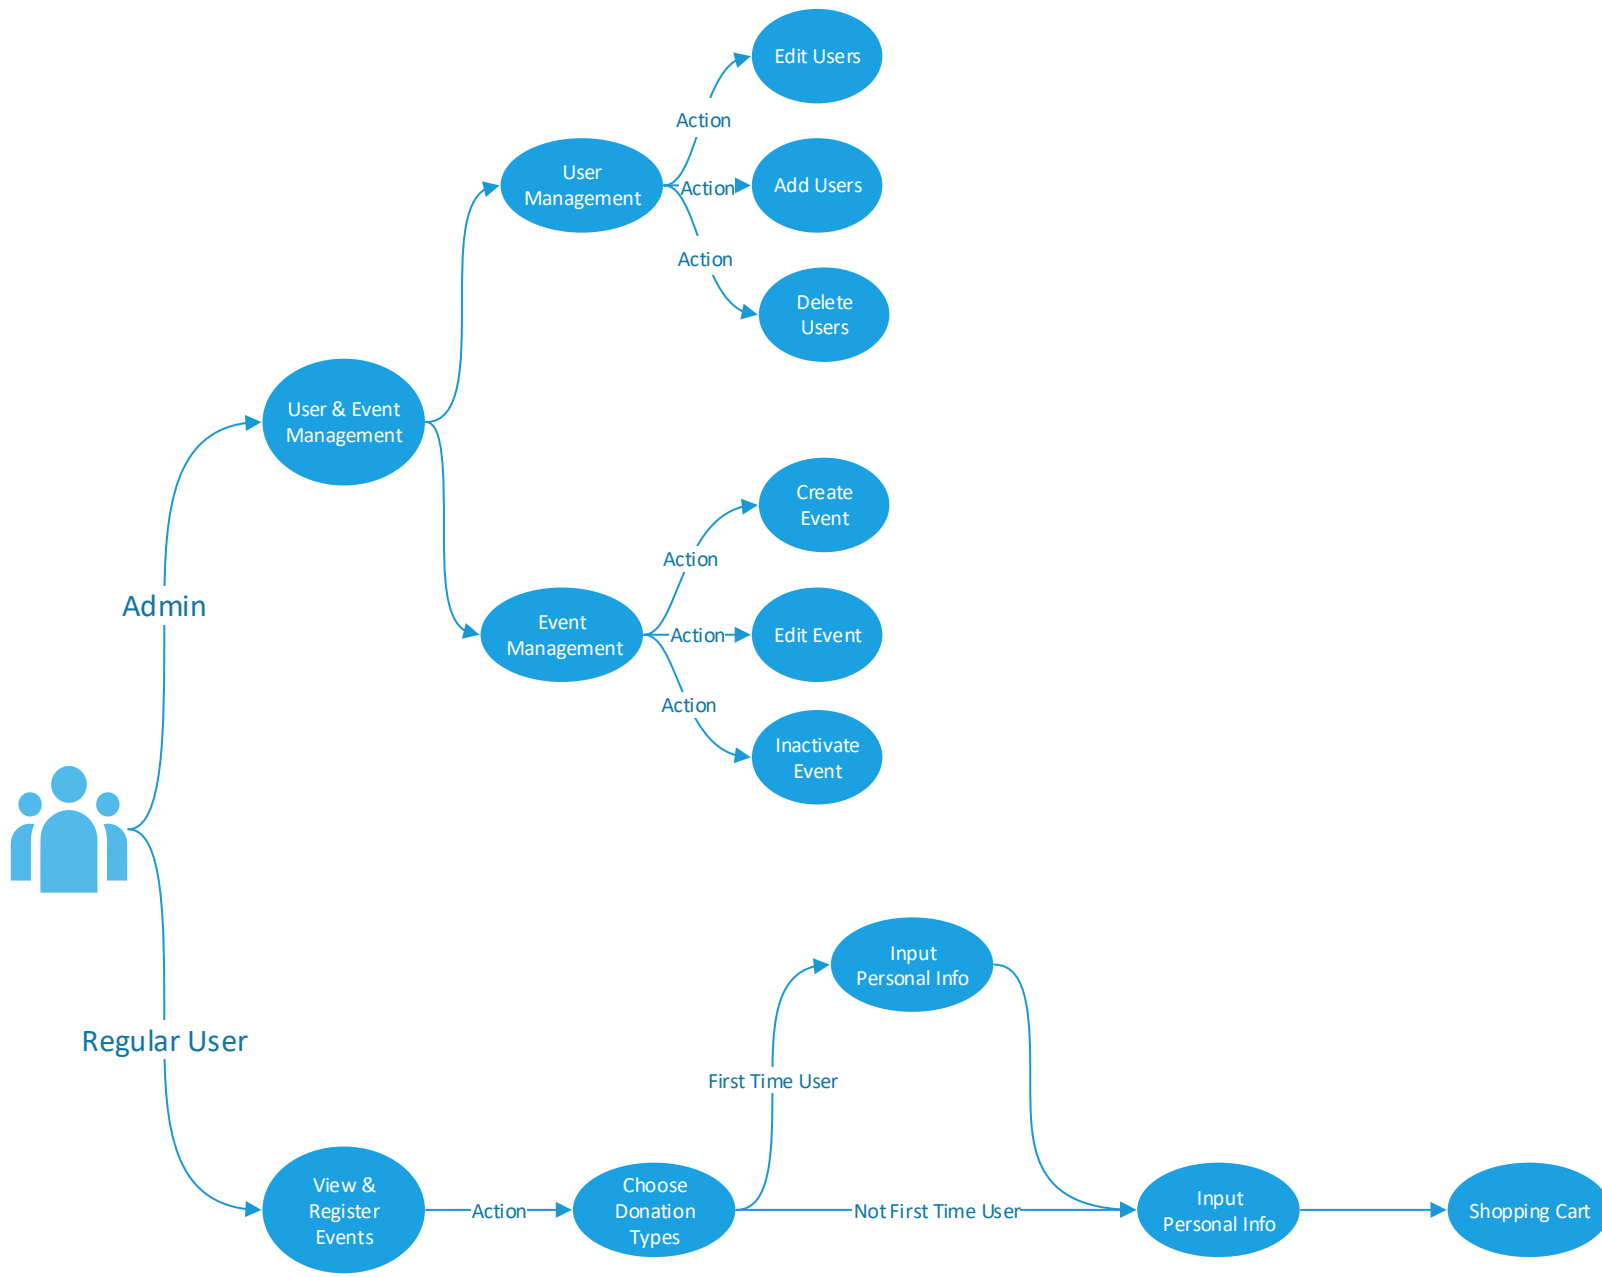 Edit Users
Action
User
Management
Action
Add Users
Action
Delete
Users
User & Event
Management
Create
Event
Action
Admin
Event
Management
Action
Edit Event
Action
Inactivate
Event
Input
Personal Info
Regular User
First Time User
View &
Register
Events
Action
Choose
Donation
Types
Not First Time User
Input
Personal Info
Shopping Cart